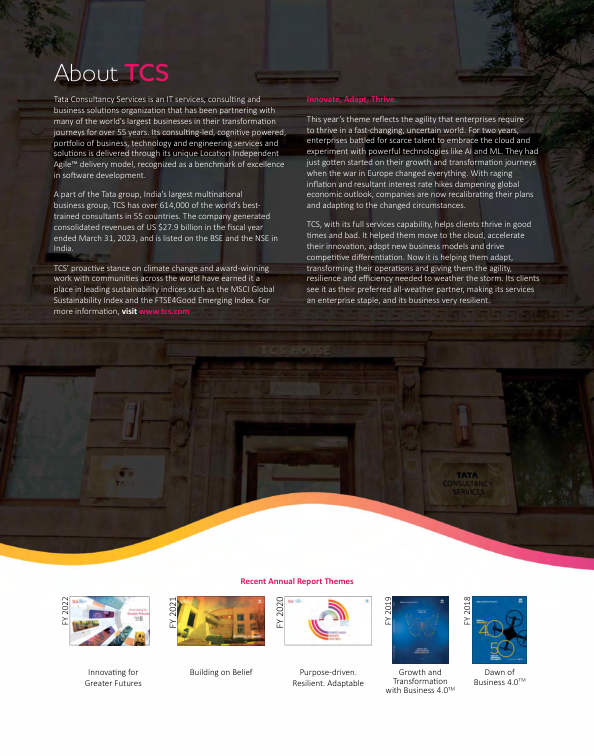 About TCS
Tata Consultancy Services is an IT services, consulting and
business solutions organization that has been partnering with
many of the world's largest businesses in their transformation
journeys for over 55 years. Its consulting-led, cognitive powered,
portfolio of business, technology and engineering services and
solutions is delivered through its unique Location Independent
Agile™ delivery model, recognized as a benchmark of excellence
in software development.
A part of the Tata group, India's largest multinational
business group, TCS has over 614,000 of the world's best-
trained consultants in 55 countries. The company generated
consolidated revenues of US $27.9 billion in the fiscal year
ended March 31, 2023, and is listed on the BSE and the NSE in
India.
TCS' proactive stance on climate change and award-winning
work with communities across the world have earned it a
place in leading sustainability indices such as the MSCI Global
Sustainability Index and the FTSE4Good Emerging Index. For
more information, visit www.tcs.com
Innovate, Adapt, Thrive.
This year's theme reflects the agility that enterprises require
to thrive in a fast-changing, uncertain world. For two years,
enterprises battled for scarce talent to embrace the cloud and
experiment with powerful technologies like AI and ML. They had
just gotten started on their growth and transformation journeys
when the war in Europe changed everything. With raging
inflation and resultant interest rate hikes dampening global
economic outlook, companies are now recalibrating their plans
and adapting to the changed circumstances.
TCS, with its full services capability, helps clients thrive in good
times and bad. It helped them move to the cloud, accelerate
their innovation, adopt new business models and drive
competitive differentiation. Now it is helping them adapt,
transforming their operations and giving them the agility,
resilience and efficiency needed to weather the storm. Its clients
see it as their preferred all-weather partner, making its services
an enterprise staple, and its business very resilient.
TCS HOUSE
TATA
TATA
CONSULTANCY
SERVICES
Recent Annual Report Themes
FY 2022
Innovating for
Greater Futures
FY 2021
Building on Belief
FY 2020
Purpose-driven.
Resilient. Adaptable
FY 2019
Growth and
Transformation
with Business 4.0™
FY 2018
Dawn of
Business 4.0™